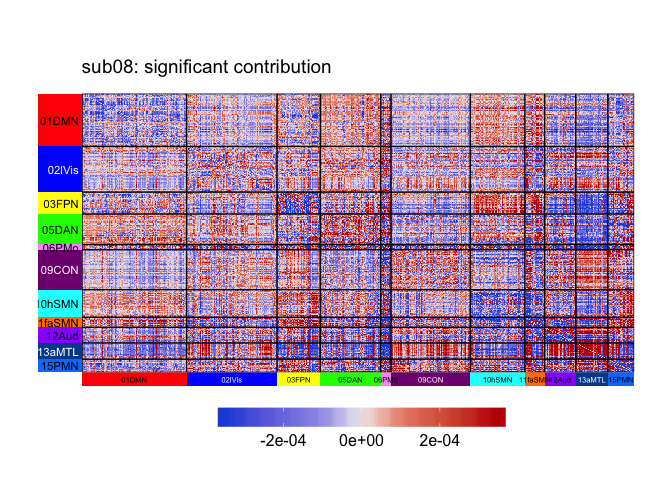 sub08: significant contribution
01DMN
02lVis
03FPN
05DAN
06PMo
09CON
10hSMN
11faSMN
12Aud
13aMTL
15PMN
01DMN 02lVis 03FPN 05DAN 06PMo 09CON 10hSMN 11faSMN 12Aud 13aMTL 15PMN
-2e-04 0e+00 2e-04